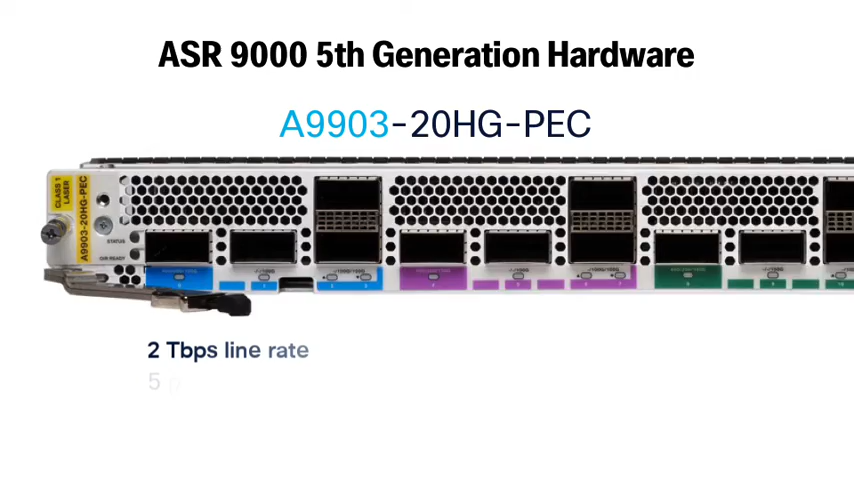 ASR 9000 5th Generation Hardware
A9903-20HG-PEC
CLASS 1
LASER
A9903-20HG-PEC
STATUS
2 Tbps line rate
5 p